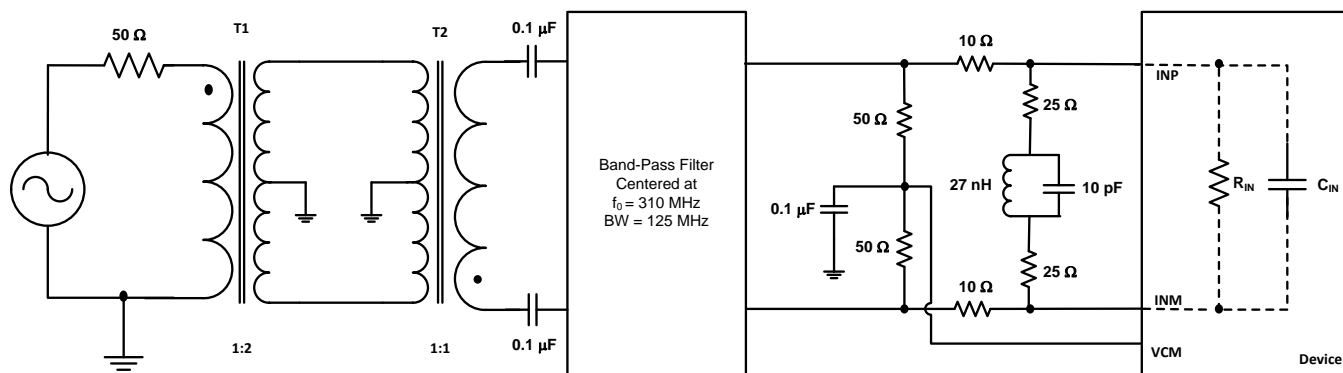 50 Ω
T1
T2
0.1 μF
0.1 μF
1:2
1:1
Band-Pass Filter
Centered at
f₀ = 310 MHz
BW = 125 MHz
50 Ω
0.1 μF
50 Ω
10 Ω
10 Ω
25 Ω
27 nH
10 pF
25 Ω
INP
INM
VCM
R_IN
C_IN
Device